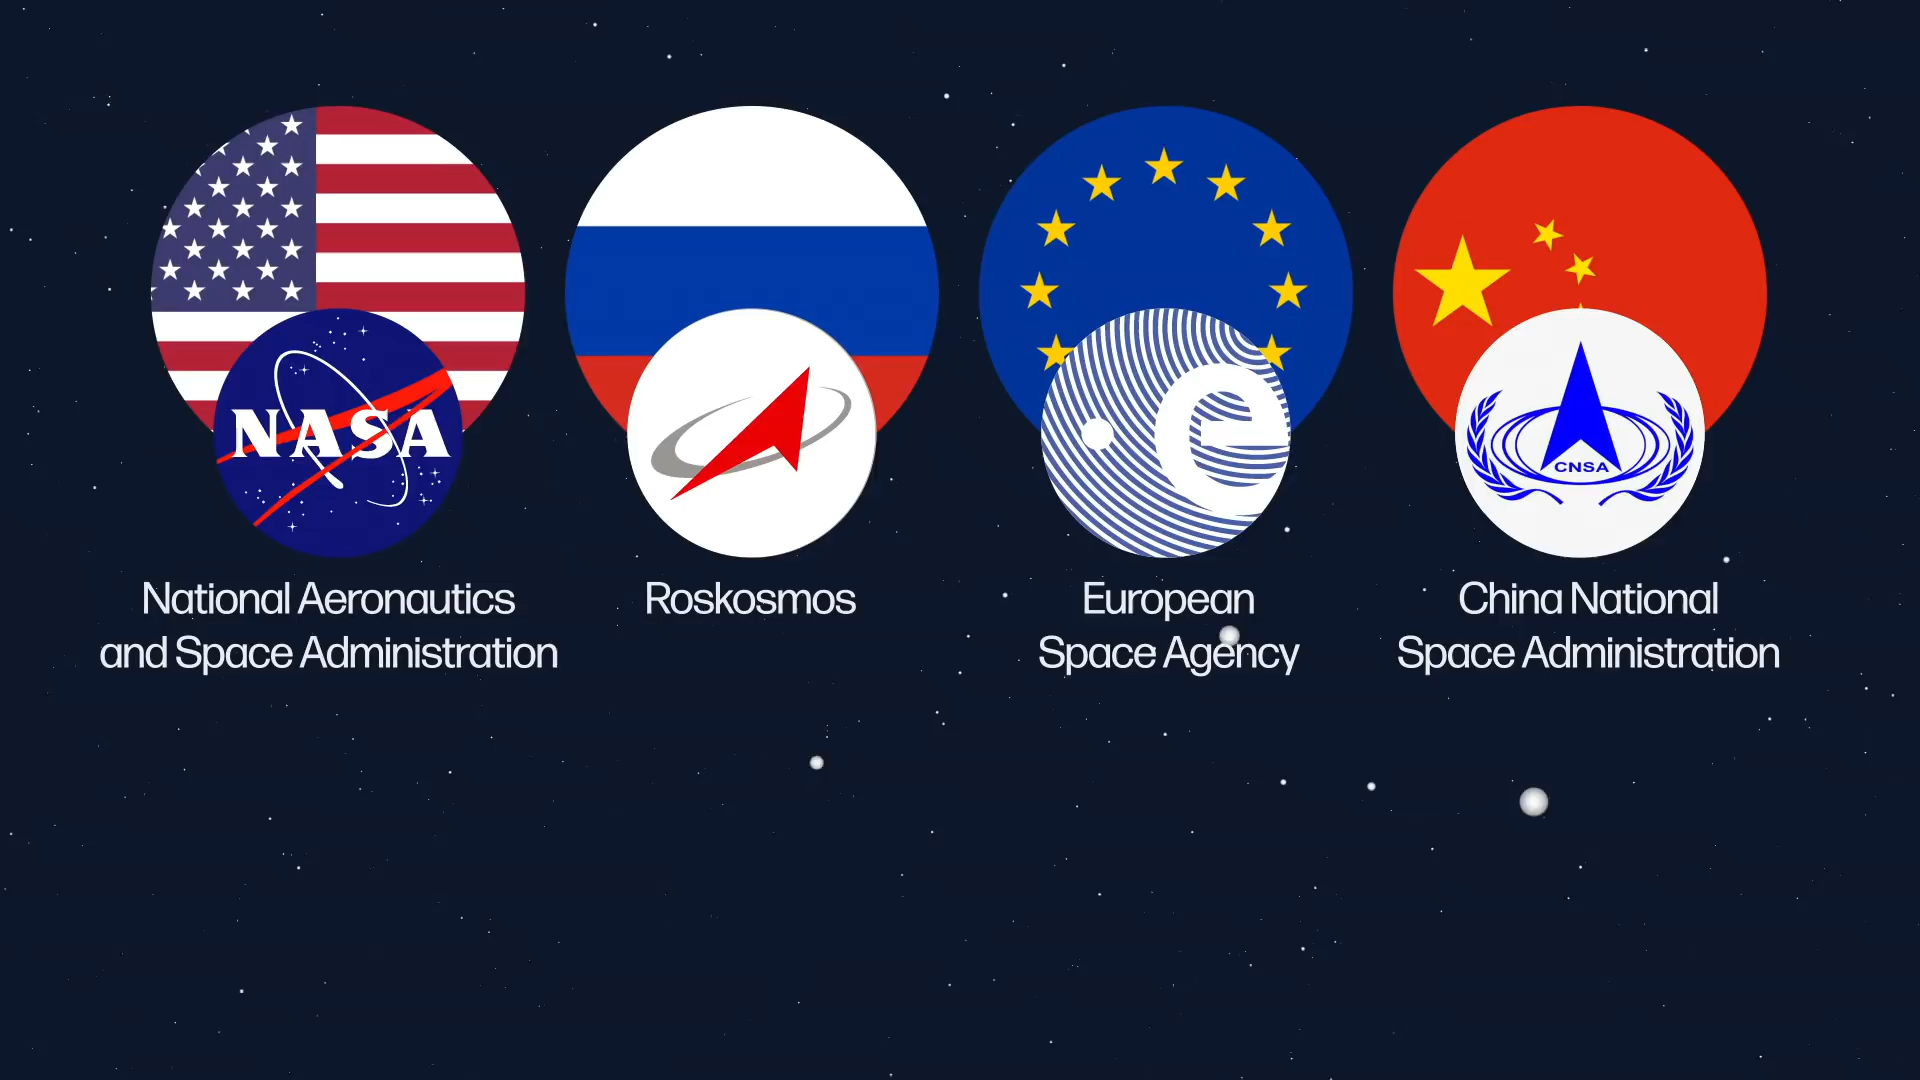 NASA
CNSA
National Aeronautics
and Space Administration
Roskosmos
European
Space Agency
China National
Space Administration